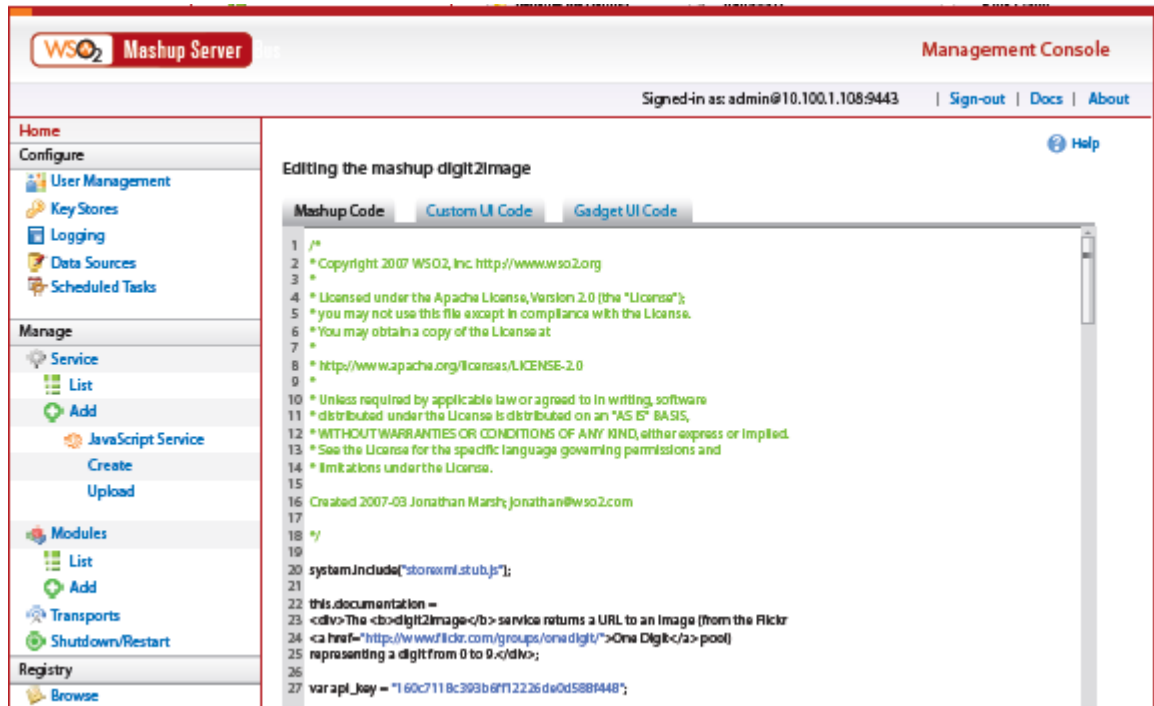 WSO2 Mashup Server
Management Console
Signed-in as: admin@10.100.1.108:9443 | Sign-out | Docs | About
Home
Configure
User Management
Key Stores
Logging
Data Sources
Scheduled Tasks
Manage
Service
List
Add
JavaScript Service
Create
Upload
Modules
List
Add
Transports
Shutdown/Restart
Registry
Browse
Help
Editing the mashup digit2image
Mashup Code Custom UI Code Gadget UI Code
1 /*
2 * Copyright 2007 WSO2, Inc. http://www.wso2.org
3 *
4 * Licensed under the Apache License, Version 2.0 (the "License");
5 * you may not use this file except in compliance with the License.
6 * You may obtain a copy of the License at
7 *
8 * http://www.apache.org/licenses/LICENSE-2.0
9 *
10 * Unless required by applicable law or agreed to in writing, software
11 * distributed under the License is distributed on an "AS IS" BASIS,
12 * WITHOUT WARRANTIES OR CONDITIONS OF ANY KIND, either express or implied.
13 * See the License for the specific language governing permissions and
14 * limitations under the License.
15
16 Created 2007-03 Jonathan Marsh; jonathan@wso2.com
17
18 */
19
20 system.include("storexml.stub.js");
21
22 this.documentation =
23 <div>The <b>digit2image</b> service returns a URL to an image (from the Flickr
24 <a href="http://www.flickr.com/groups/onedigit/">One Digit</a> pool)
25 representing a digit from 0 to 9.</div>;
26
27 var api_key = "160c7118c393b6ff12226de0d588f448";